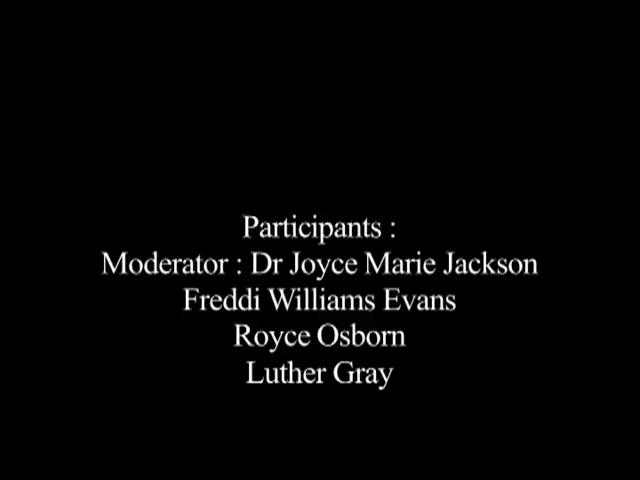 Participants :
Moderator : Dr Joyce Marie Jackson
Freddi Williams Evans
Royce Osborn
Luther Gray